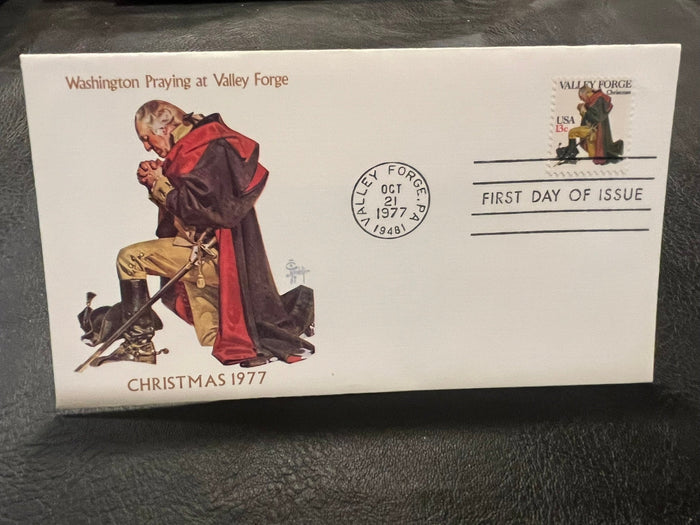 Washington Praying at Valley Forge
VALLEY FORGE
Christmas
USA
13c
VALLEY FORGE, PA
OCT
21
1977
19481
FIRST DAY OF ISSUE
CHRISTMAS 1977